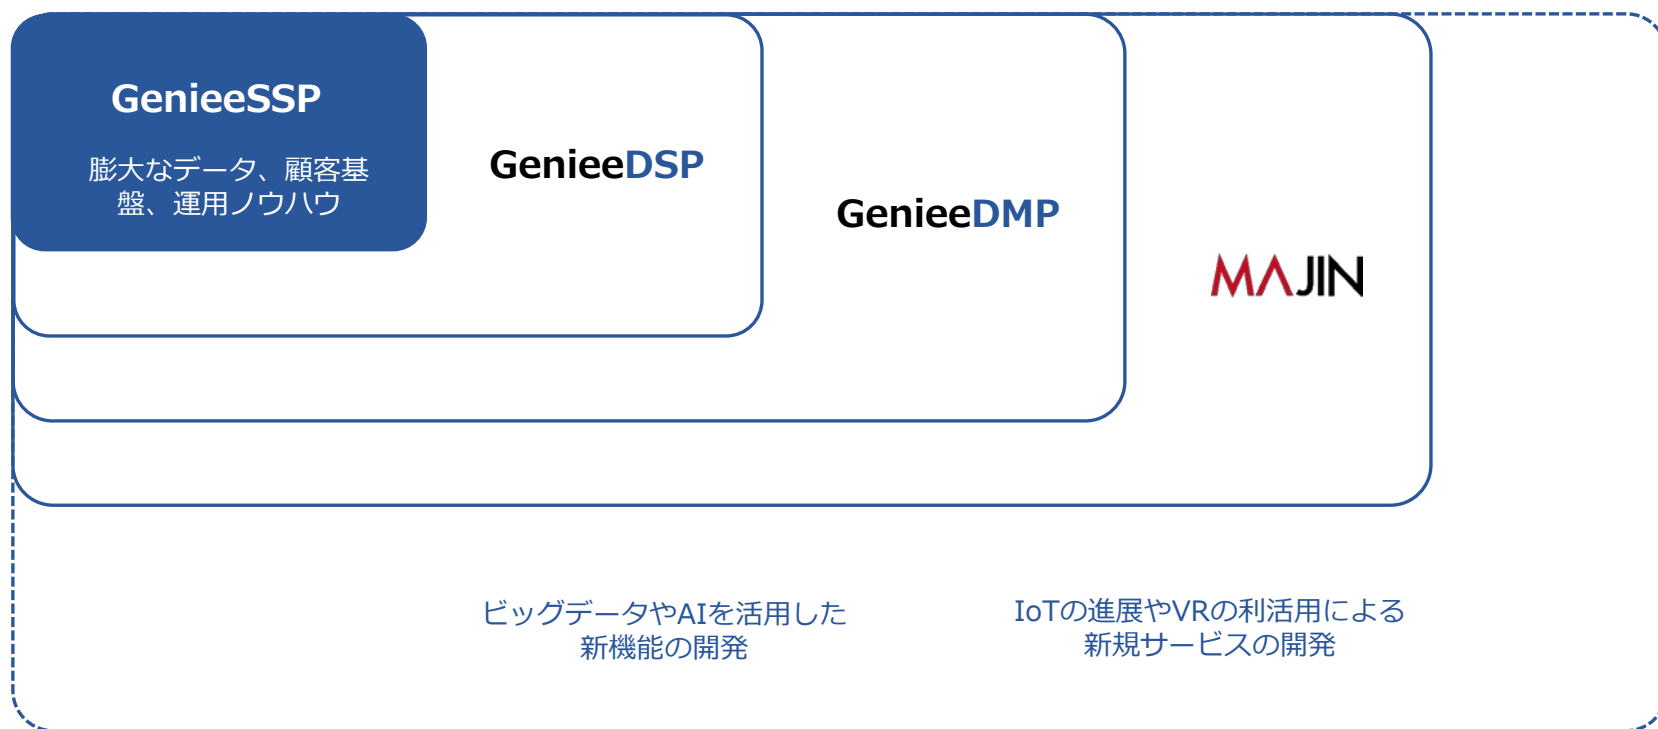 GenieeSSP
膨大なデータ、顧客基
盤、運用ノウハウ
GenieeDSP
GenieeDMP
MAJIN
ビッグデータやAIを活用した
新機能の開発
IoTの進展やVRの利活用による
新規サービスの開発